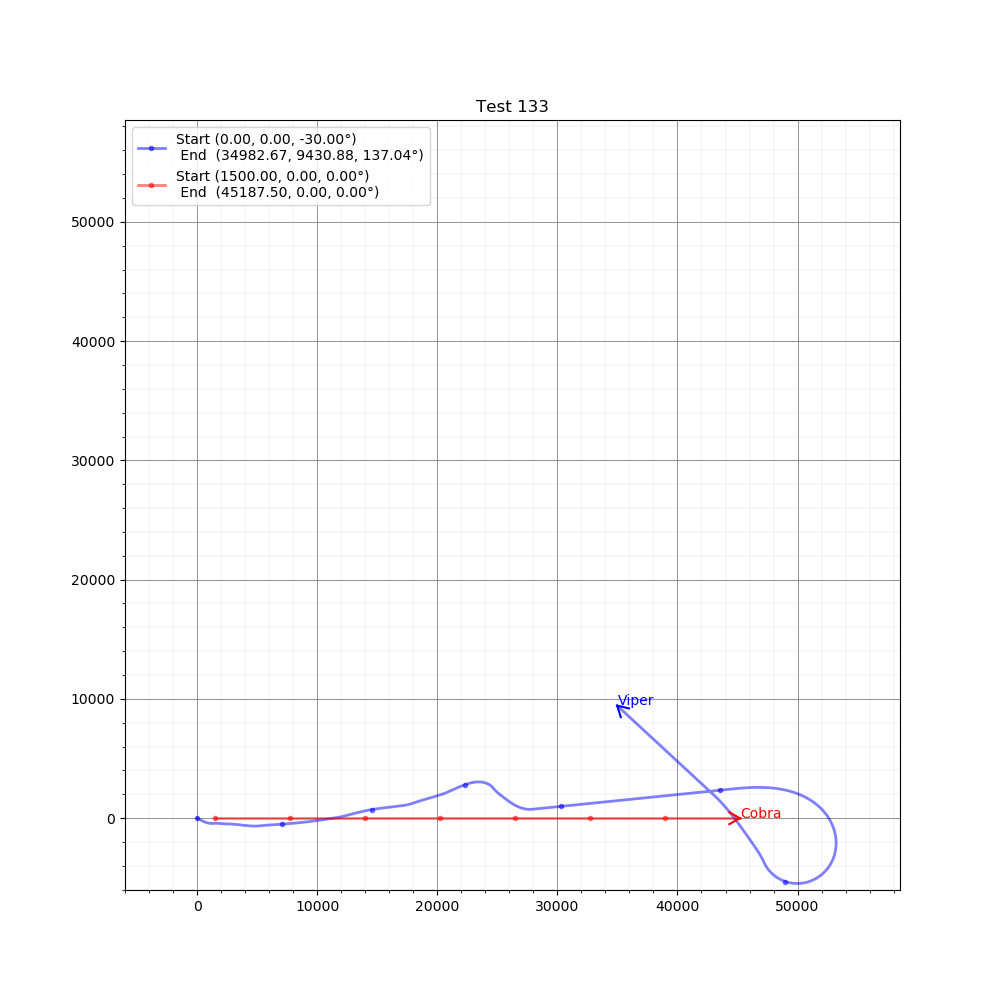 Test 133
Start (0.00, 0.00, -30.00°)
End  (34982.67, 9430.88, 137.04°)
Start (1500.00, 0.00, 0.00°)
End  (45187.50, 0.00, 0.00°)
50000
40000
30000
20000
10000
0
Viper
Cobra
0 10000 20000 30000 40000 50000